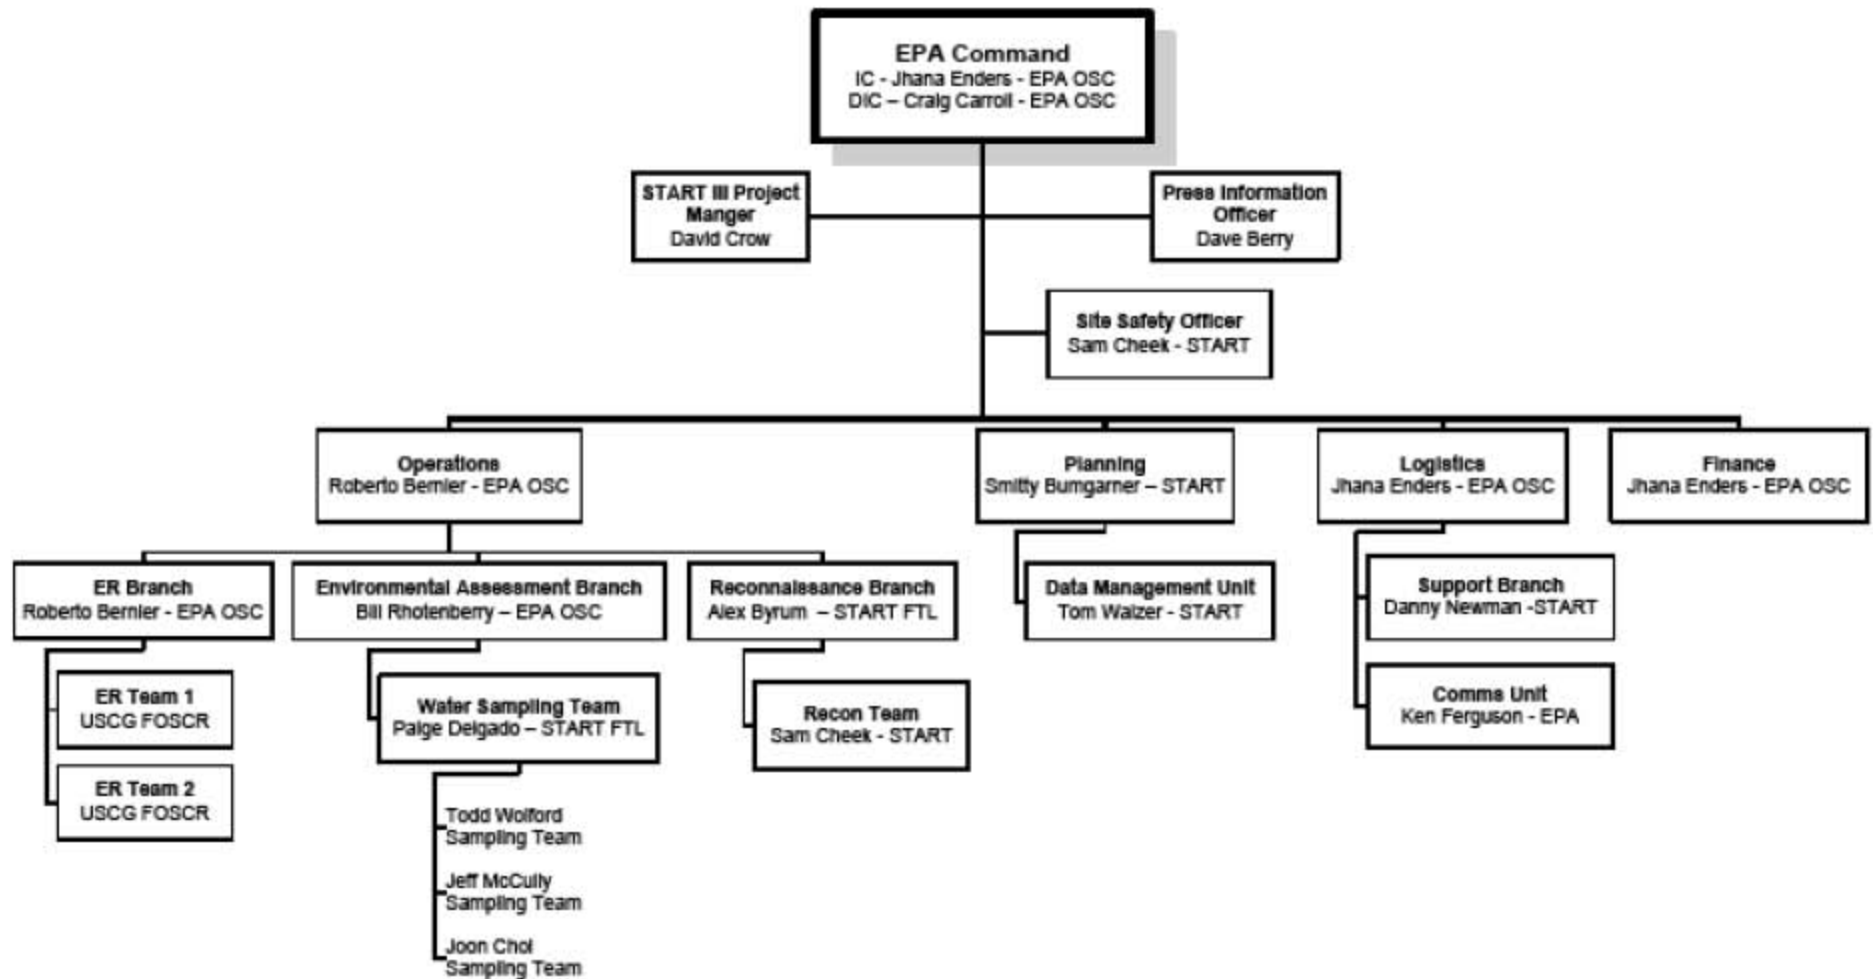 EPA Command
IC - Jhana Enders - EPA OSC
DIC – Craig Carroll - EPA OSC
START III Project
Manger
David Crow
Press Information
Officer
Dave Berry
Site Safety Officer
Sam Cheek - START
Operations
Roberto Bernier - EPA OSC
Planning
Smitty Bumgarner – START
Logistics
Jhana Enders - EPA OSC
Finance
Jhana Enders - EPA OSC
ER Branch
Roberto Bernier - EPA OSC
Environmental Assessment Branch
Bill Rhotenberry – EPA OSC
Reconnaissance Branch
Alex Byrum – START FTL
Data Management Unit
Tom Walzer - START
Support Branch
Danny Newman -START
ER Team 1
USCG FOSCR
Water Sampling Team
Paige Delgado – START FTL
Recon Team
Sam Cheek - START
Comms Unit
Ken Ferguson - EPA
ER Team 2
USCG FOSCR
Todd Wolford
Sampling Team
Jeff McCully
Sampling Team
Joon Choi
Sampling Team